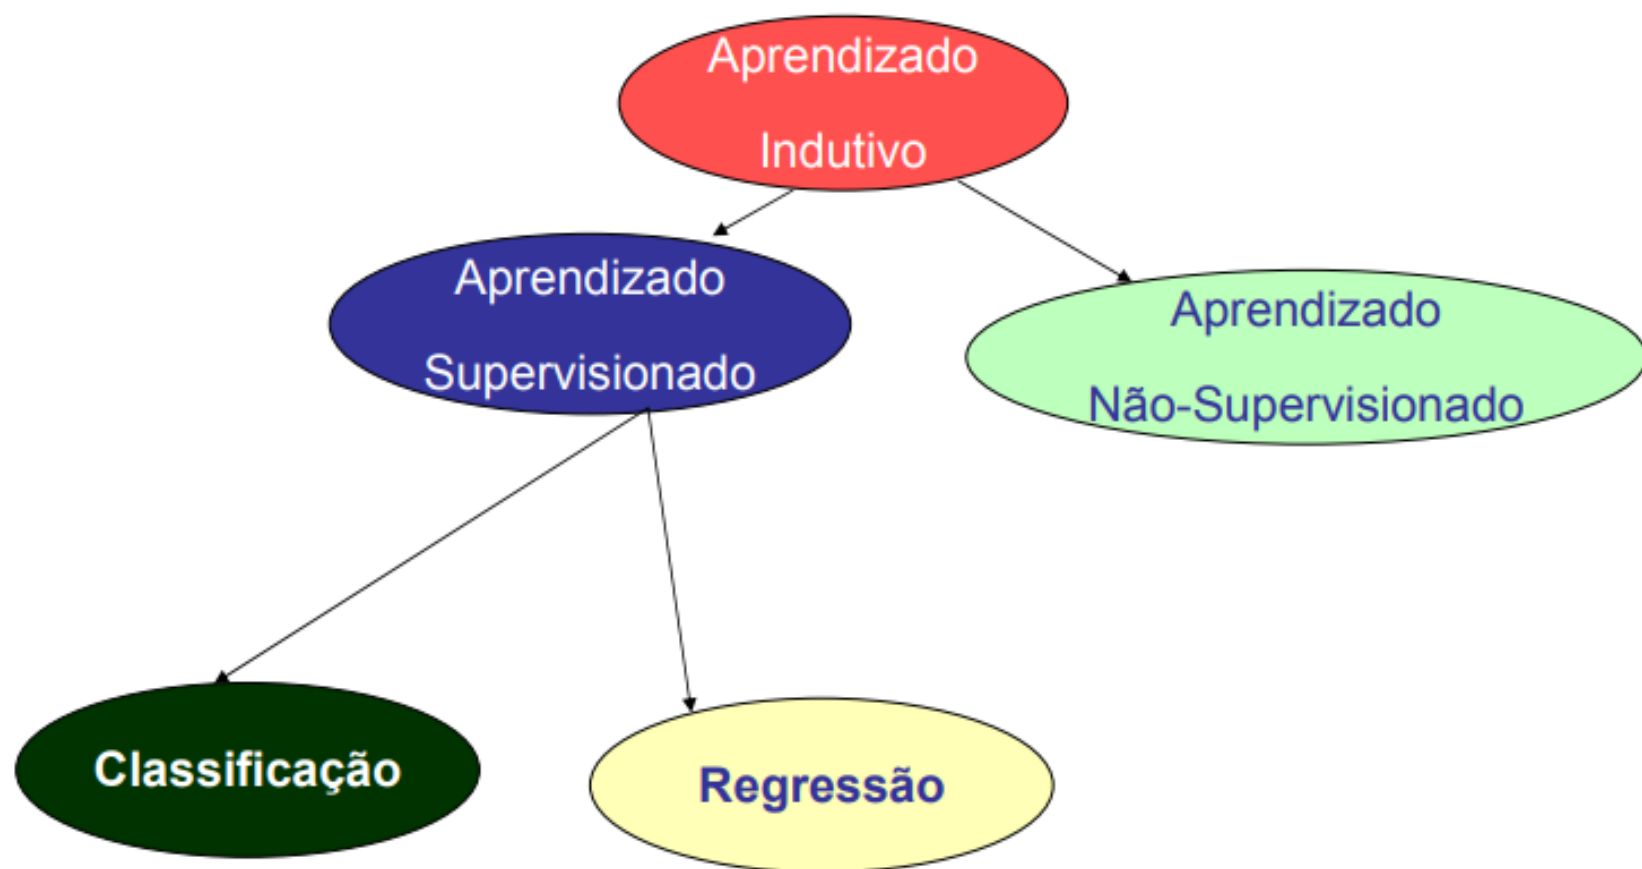 Aprendizado
Indutivo
Aprendizado
Supervisionado
Aprendizado
Não-Supervisionado
Classificação
Regressão